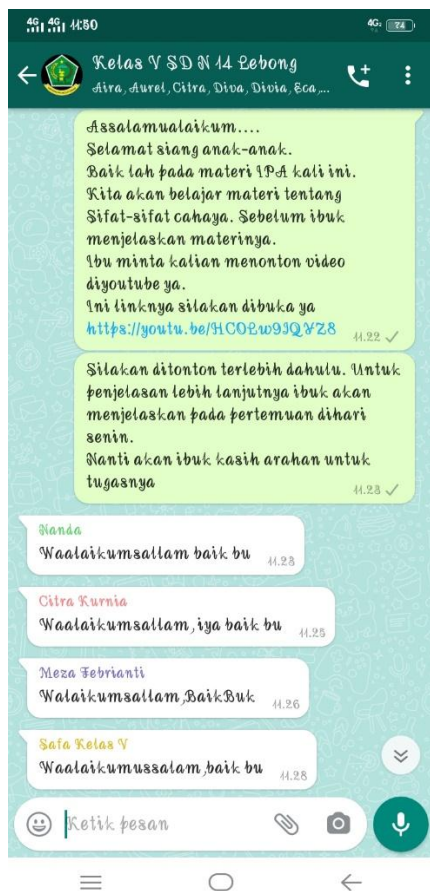 4G 4G 11:50 4G 74
Kelas V SD N 14 Lebong
Aira, Aurel, Citra, Diva, Divia, Eca,...
Assalamualaikum....
Selamat siang anak-anak.
Baik lah pada materi IPA kali ini.
Kita akan belajar materi tentang
Sifat-sifat cahaya. Sebelum ibuk
menjelaskan materinya.
Ibu minta kalian menonton video
diyoutube ya.
Ini linknya silakan dibuka ya
11.22
Silakan ditonton terlebih dahulu. Untuk
penjelasan lebih lanjutnya ibuk akan
menjelaskan pada pertemuan dihari
senin.
Nanti akan ibuk kasih arahan untuk
tugasnya 11.23
Nanda
Waalaikumsallam baik bu 11.23
Citra Kurnia
Waalaikumsallam,iya baik bu 11.25
Meza Febrianti
Walaikumsallam,BaikBuk 11.26
Safa Kelas V
Waalaikumussalam,baik bu 11.28
Ketik pesan